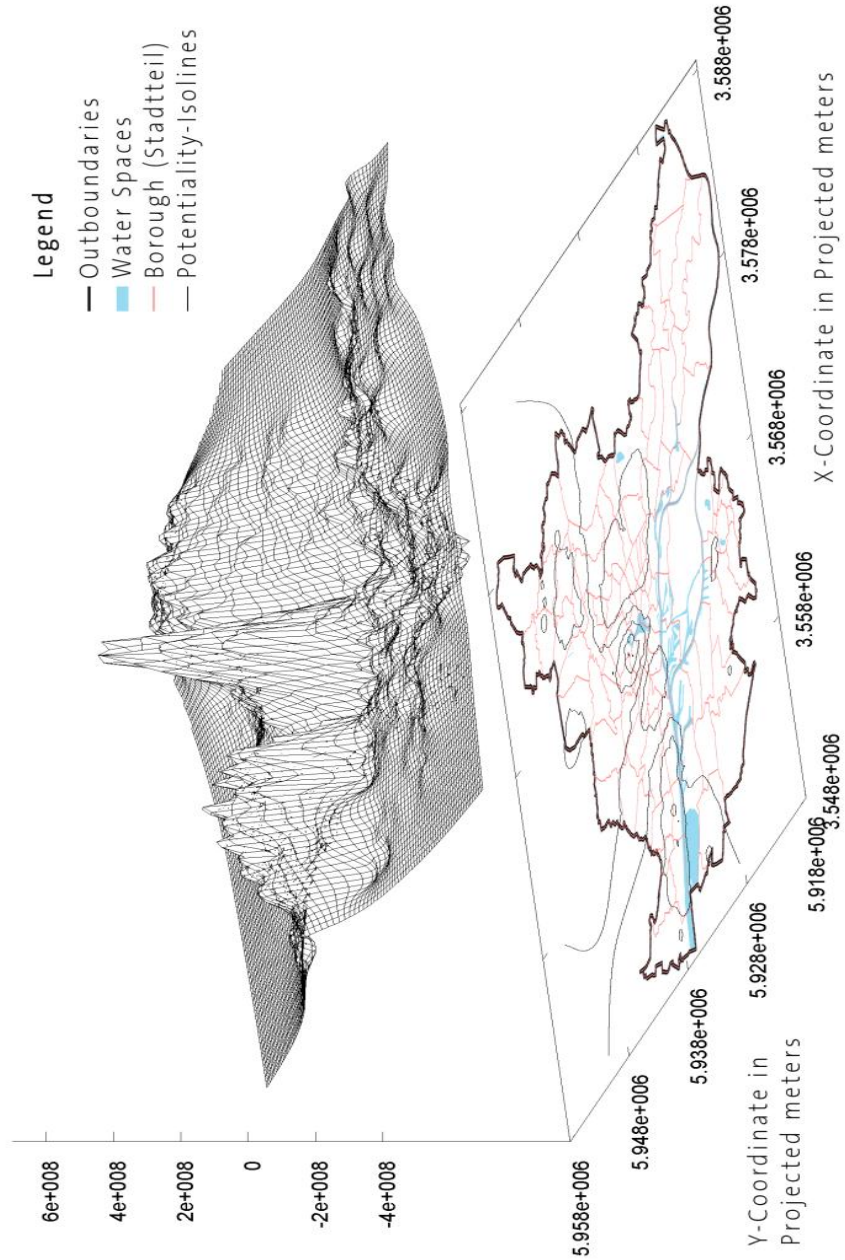 Legend
Outboundaries
Water Spaces
Borough (Stadtteil)
Potentiality-Isolines
6e+008
4e+008
2e+008
0
-2e+008
-4e+008
5.958e+006
5.948e+006
5.938e+006
5.928e+006
5.918e+006
3.548e+006
3.558e+006
3.568e+006
3.578e+006
3.588e+006
Y-Coordinate in
Projected meters
X-Coordinate in Projected meters